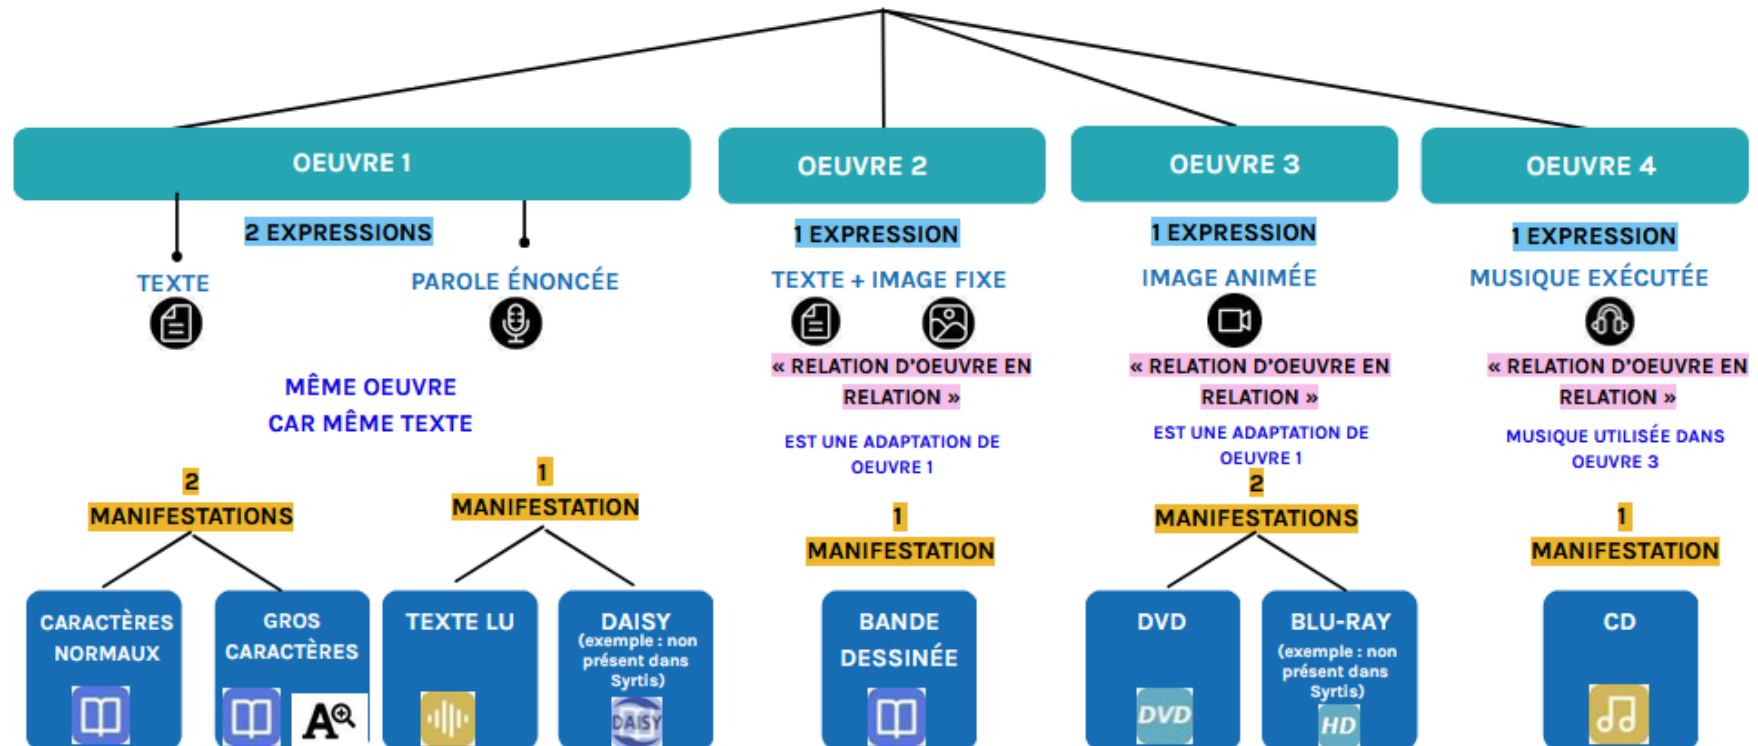 OEUVRE 1
2 EXPRESSIONS
TEXTE
PAROLE ÉNONCÉE
MÊME OEUVRE
CAR MÊME TEXTE
2
MANIFESTATIONS
1
MANIFESTATION
CARACTÈRES
NORMAUX
GROS
CARACTÈRES
A
TEXTE LU
DAISY
(exemple : non
présent dans
Syrtis)
DAISY
OEUVRE 2
1 EXPRESSION
TEXTE + IMAGE FIXE
« RELATION D'OEUVRE EN
RELATION »
EST UNE ADAPTATION DE
OEUVRE 1
1
MANIFESTATION
BANDE
DESSINÉE
OEUVRE 3
1 EXPRESSION
IMAGE ANIMÉE
« RELATION D'OEUVRE EN
RELATION »
EST UNE ADAPTATION DE
OEUVRE 1
2
MANIFESTATIONS
DVD
DVD
BLU-RAY
(exemple : non
présent dans
Syrtis)
HD
OEUVRE 4
1 EXPRESSION
MUSIQUE EXÉCUTÉE
« RELATION D'OEUVRE EN
RELATION »
MUSIQUE UTILISÉE DANS
OEUVRE 3
1
MANIFESTATION
CD